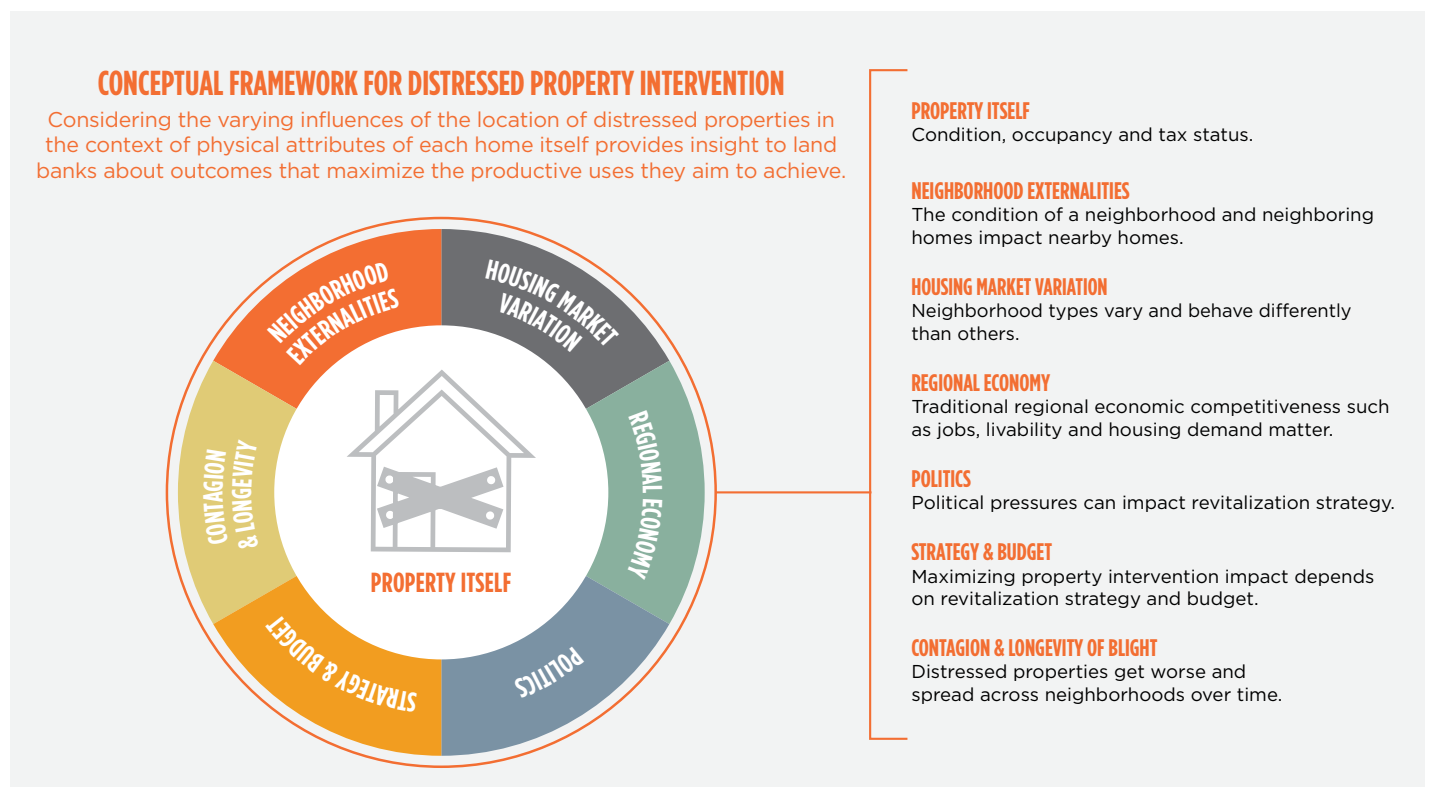 CONCEPTUAL FRAMEWORK FOR DISTRESSED PROPERTY INTERVENTION
Considering the varying influences of the location of distressed properties in
the context of physical attributes of each home itself provides insight to land
banks about outcomes that maximize the productive uses they aim to achieve.
NEIGHBORHOOD
EXTERNALITIES
HOUSING MARKET
VARIATION
REGIONAL ECONOMY
POLITICS
STRATEGY & BUDGET
CONTAGION
& LONGEVITY
PROPERTY ITSELF
PROPERTY ITSELF
Condition, occupancy and tax status.
NEIGHBORHOOD EXTERNALITIES
The condition of a neighborhood and neighboring
homes impact nearby homes.
HOUSING MARKET VARIATION
Neighborhood types vary and behave differently
than others.
REGIONAL ECONOMY
Traditional regional economic competitiveness such
as jobs, livability and housing demand matter.
POLITICS
Political pressures can impact revitalization strategy.
STRATEGY & BUDGET
Maximizing property intervention impact depends
on revitalization strategy and budget.
CONTAGION & LONGEVITY OF BLIGHT
Distressed properties get worse and
spread across neighborhoods over time.